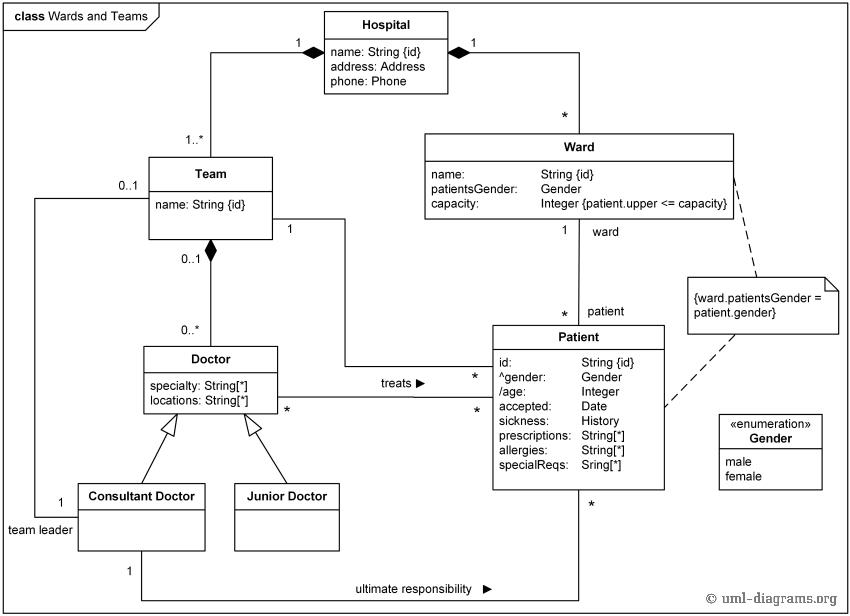 class Wards and Teams
Hospital
name: String {id}
address: Address
phone: Phone
1
1
1..*
*
Team
name: String {id}
Ward
name: String {id}
patientsGender: Gender
capacity: Integer {patient.upper <= capacity}
0..1
1
0..1
1
ward
{ward.patientsGender =
patient.gender}
0..*
*
patient
Doctor
specialty: String[*]
locations: String[*]
Patient
id: String {id}
^gender: Gender
/age: Integer
accepted: Date
sickness: History
prescriptions: String[*]
allergies: String[*]
specialReqs: Sring[*]
*
treats ▶
*
*
«enumeration»
Gender
male
female
Consultant Doctor
Junior Doctor
1
team leader
*
1
ultimate responsibility ▶
© uml-diagrams.org